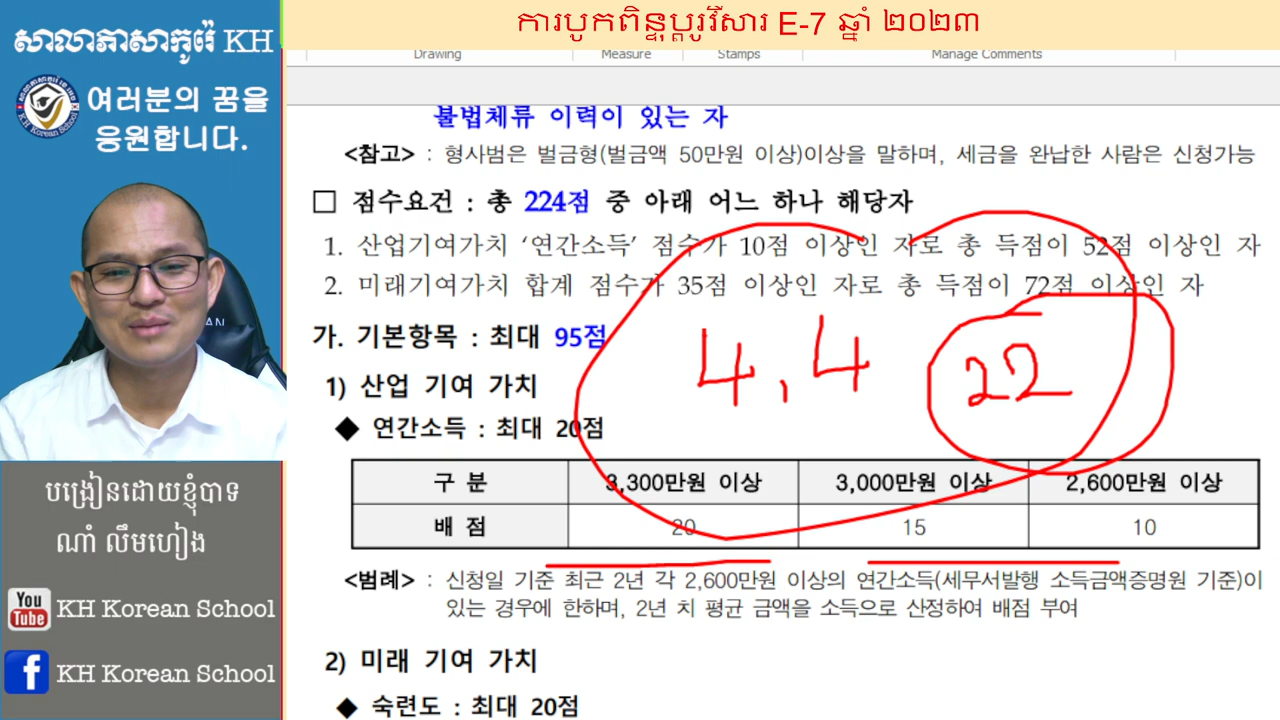 ការបូកពិន្ទុប្តូរវីសារ E-7 ឆ្នាំ ២០២៣
សាលាភាសាកូរ៉េ KH
KH Korean School
여러분의 꿈을
응원합니다.
បង្រៀនដោយខ្ញុំបាទ
ណាំ លឹមហៀង
You
Tube
KH Korean School
f
KH Korean School
Drawing
Measure
Stamps
Manage Comments
불법체류 이력이 있는 자
<참고> : 형사범은 벌금형(벌금액 50만원 이상)이상을 말하며, 세금을 완납한 사람은 신청가능
□ 점수요건 : 총 224점 중 아래 어느 하나 해당자
1. 산업기여가치 ‘연간소득’ 점수가 10점 이상인 자로 총 득점이 52점 이상인 자
2. 미래기여가치 합계 점수가 35점 이상인 자로 총 득점이 72점 이상인 자
가. 기본항목 : 최대 95점
4,4 22
1) 산업 기여 가치
◆ 연간소득 : 최대 20점
구 분 3,300만원 이상 3,000만원 이상 2,600만원 이상
배 점 20 15 10
<범례> : 신청일 기준 최근 2년 각 2,600만원 이상의 연간소득(세무서발행 소득금액증명원 기준)이
있는 경우에 한하며, 2년 치 평균 금액을 소득으로 산정하여 배점 부여
2) 미래 기여 가치
◆ 숙련도 : 최대 20점